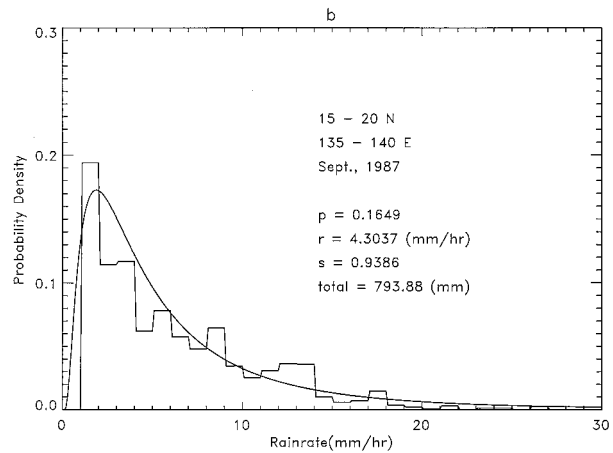 b
0.3
0.2
0.1
0.0
Probability Density
15 - 20 N
135 - 140 E
Sept., 1987
p = 0.1649
r = 4.3037 (mm/hr)
s = 0.9386
total = 793.88 (mm)
0 10 20 30
Rainrate(mm/hr)